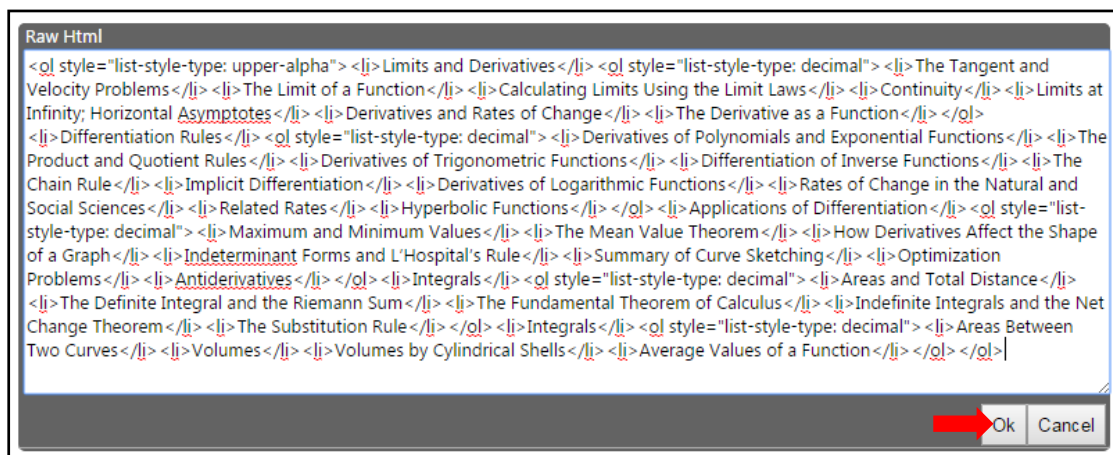 Raw Html
<ol style="list-style-type: upper-alpha"><li>Limits and Derivatives</li><ol style="list-style-type: decimal"><li>The Tangent and
Velocity Problems</li><li>The Limit of a Function</li><li>Calculating Limits Using the Limit Laws</li><li>Continuity</li><li>Limits at
Infinity; Horizontal Asymptotes</li><li>Derivatives and Rates of Change</li><li>The Derivative as a Function</li></ol>
<li>Differentiation Rules</li><ol style="list-style-type: decimal"><li>Derivatives of Polynomials and Exponential Functions</li><li>The
Product and Quotient Rules</li><li>Derivatives of Trigonometric Functions</li><li>Differentiation of Inverse Functions</li><li>The
Chain Rule</li><li>Implicit Differentiation</li><li>Derivatives of Logarithmic Functions</li><li>Rates of Change in the Natural and
Social Sciences</li><li>Related Rates</li><li>Hyperbolic Functions</li></ol><li>Applications of Differentiation</li><ol style="list-
style-type: decimal"><li>Maximum and Minimum Values</li><li>The Mean Value Theorem</li><li>How Derivatives Affect the Shape
of a Graph</li><li>Indeterminant Forms and L'Hospital's Rule</li><li>Summary of Curve Sketching</li><li>Optimization
Problems</li><li>Antiderivatives</li></ol><li>Integrals</li><ol style="list-style-type: decimal"><li>Areas and Total Distance</li>
<li>The Definite Integral and the Riemann Sum</li><li>The Fundamental Theorem of Calculus</li><li>Indefinite Integrals and the Net
Change Theorem</li><li>The Substitution Rule</li></ol><li>Integrals</li><ol style="list-style-type: decimal"><li>Areas Between
Two Curves</li><li>Volumes</li><li>Volumes by Cylindrical Shells</li><li>Average Values of a Function</li></ol></ol>
Ok Cancel